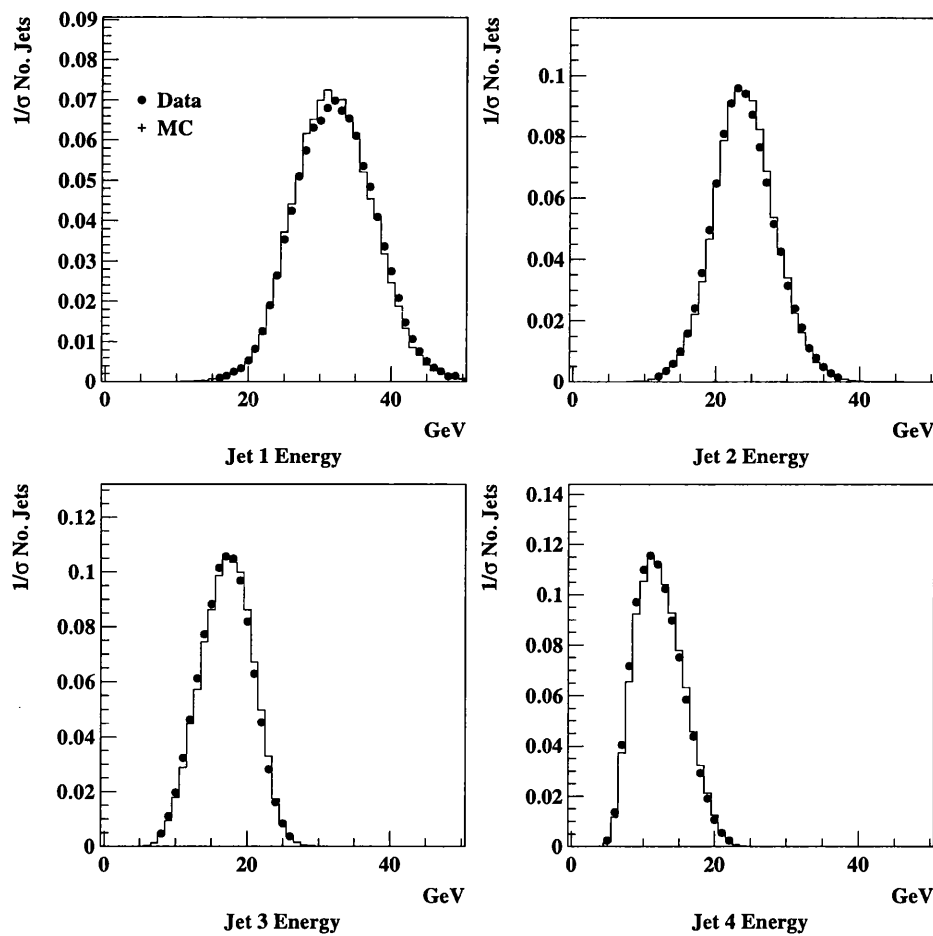 1/σ No. Jets
0.09
0.08
0.07
0.06
0.05
0.04
0.03
0.02
0.01
0
● Data
+ MC
0 20 40
GeV
Jet 1 Energy
1/σ No. Jets
0.1
0.08
0.06
0.04
0.02
0
0 20 40
GeV
Jet 2 Energy
1/σ No. Jets
0.12
0.1
0.08
0.06
0.04
0.02
0
0 20 40
GeV
Jet 3 Energy
1/σ No. Jets
0.14
0.12
0.1
0.08
0.06
0.04
0.02
0
0 20 40
GeV
Jet 4 Energy